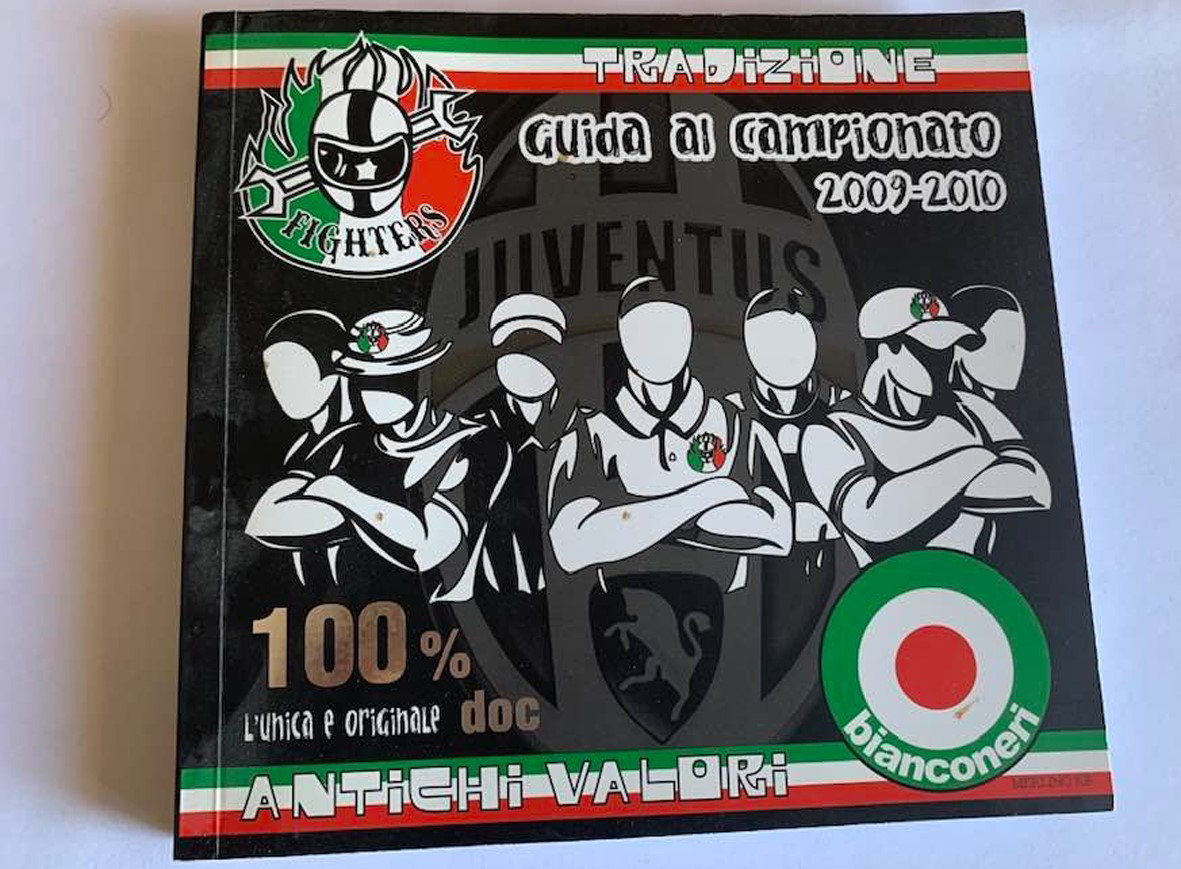 TRADIZIONE
Guida al campionato
2009-2010
FIGHTERS
JUVENTUS
100%
L'unica e originale doc
bianconeri
ANTICHI VALORI